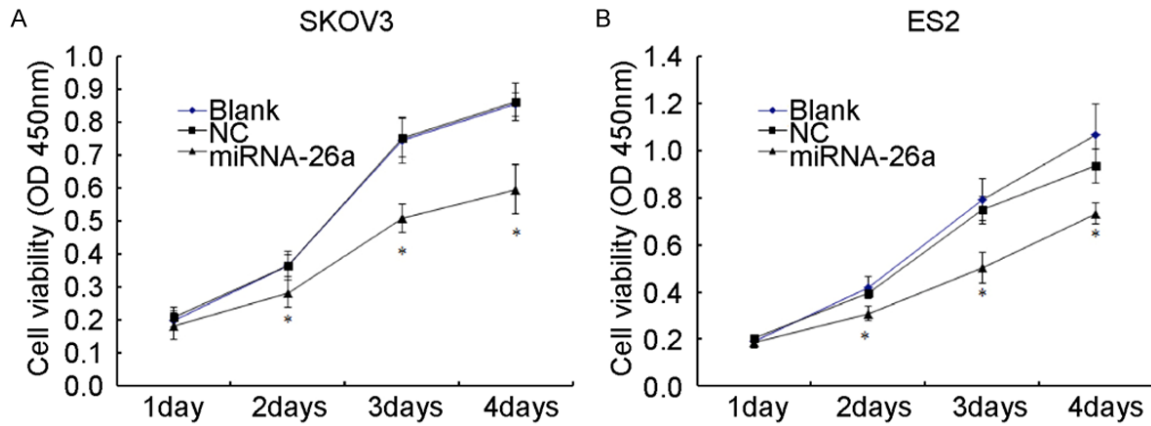 A
SKOV3
Cell viability (OD 450nm)
1.0
0.9
0.8
0.7
0.6
0.5
0.4
0.3
0.2
0.1
0.0
Blank
NC
miRNA-26a
*
*
*
1day
2days
3days
4days
B
ES2
Cell viability (OD 450nm)
1.4
1.2
1.0
0.8
0.6
0.4
0.2
0.0
Blank
NC
miRNA-26a
*
*
*
1day
2days
3days
4days